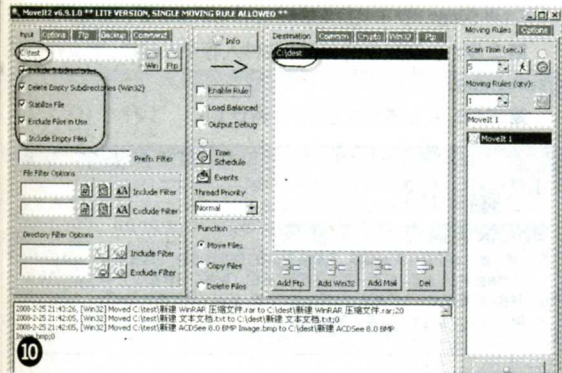 MoveIt2 v6.9.1.0 ** LITE VERSION, SINGLE MOVING RULE ALLOWED **
Input Options Ftp Backup Command
C:\test
Win Ftp
Include Subdirectories
Delete Empty Subdirectories (Win32)
Stabilize File
Exclude Files in Use
Include Empty Files
Prefix Filter
File Filter Options
Include Filter
Exclude Filter
Directory Filter Options
Include Filter
Exclude Filter
Info
Enable Rule
Load Balanced
Output Debug
Time Schedule
Events
Thread Priority
Normal
Function
Move Files
Copy Files
Delete Files
Destination Common Crypto Win32 Ftp
C:\dest
Add Ftp Add Win32 Add Mail Del
Moving Rules Options
Scan Time (sec.):
5
Moving Rules (qty):
1
MoveIt 1
MoveIt 1
2008-2-25 21:43:26, [Win32] Moved C:\test\新建 WinRAR 压缩文件.rar to C:\dest\新建 WinRAR 压缩文件.rar;20
2008-2-25 21:42:05, [Win32] Moved C:\test\新建 文本文档.txt to C:\dest\新建 文本文档.txt;0
2008-2-25 21:42:05, [Win32] Moved C:\test\新建 ACDSee 8.0 BMP Image.bmp to C:\dest\新建 ACDSee 8.0 BMP
Image.bmp;0
10